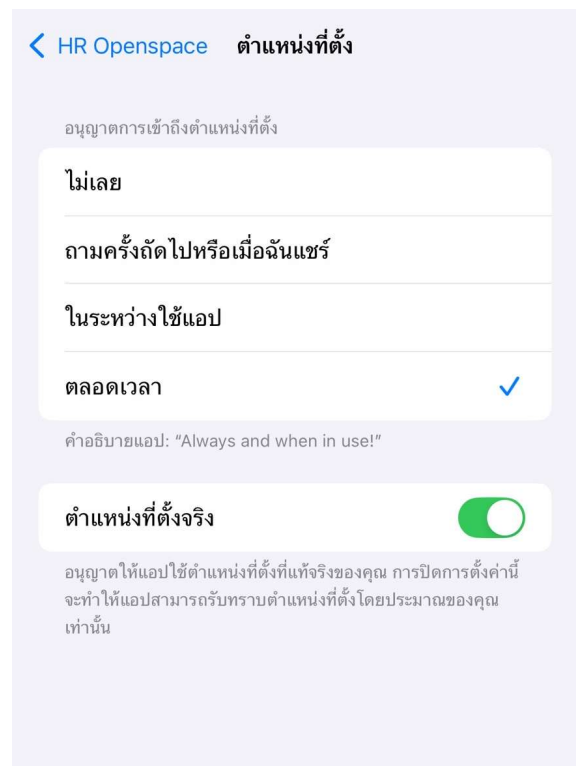 HR Openspace ตำแหน่งที่ตั้ง
อนุญาตการเข้าถึงตำแหน่งที่ตั้ง
ไม่เลย
ถามครั้งถัดไปหรือเมื่อฉันแชร์
ในระหว่างใช้แอป
ตลอดเวลา
คำอธิบายแอป: “Always and when in use!”
ตำแหน่งที่ตั้งจริง
อนุญาตให้แอปใช้ตำแหน่งที่ตั้งที่แท้จริงของคุณ การปิดการตั้งค่านี้
จะทำให้แอปสามารถรับทราบตำแหน่งที่ตั้งโดยประมาณของคุณ
เท่านั้น